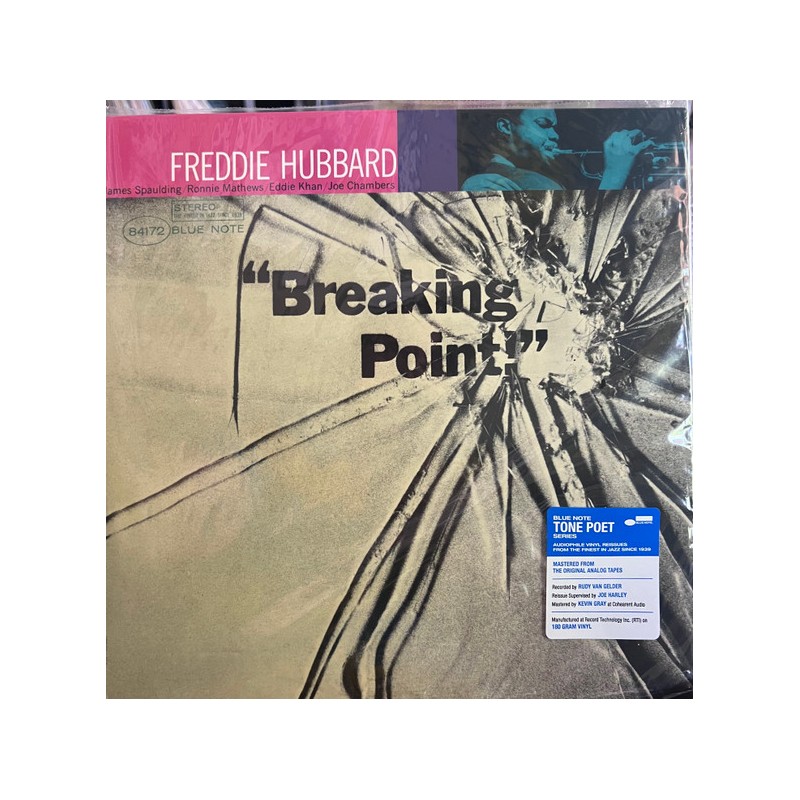 FREDDIE HUBBARD
ames Spaulding/Ronnie Mathews/Eddie Khan/Joe Chambers
STEREO
84172 BLUE NOTE
“Breaking
Point!”
BLUE NOTE
TONE POET
SERIES
BLUE NOTE
AUDIOPHILE VINYL REISSUES
FROM THE FINEST IN JAZZ SINCE 1939
MASTERED FROM
THE ORIGINAL ANALOG TAPES
Recorded by RUDY VAN GELDER
Reissue Supervised by JOE HARLEY
Mastered by KEVIN GRAY at Cohearent Audio
Manufactured at Record Technology Inc. (RTI) on
180 GRAM VINYL